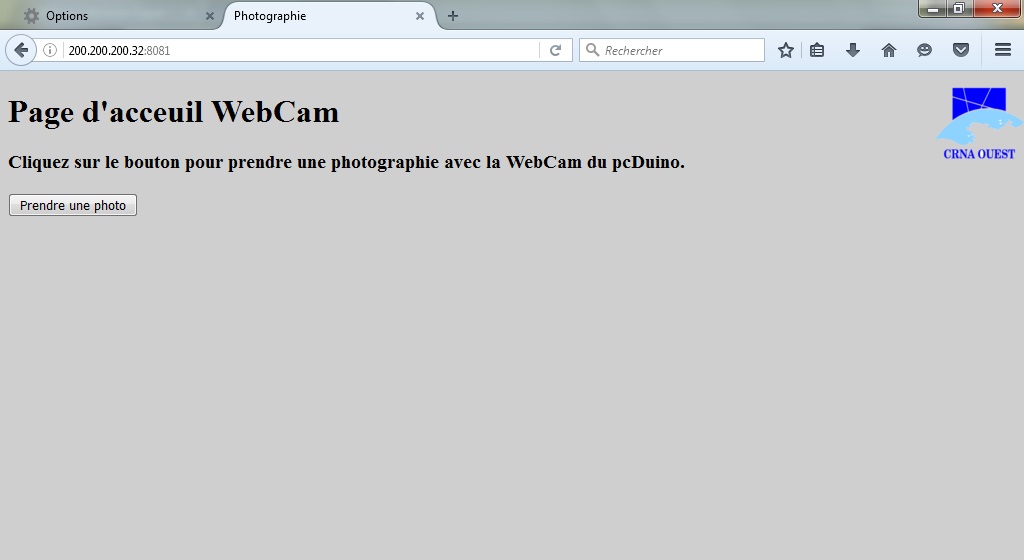 Options
Photographie
200.200.200.32:8081
Rechercher
Page d'acceuil WebCam
CRNA OUEST
Cliquez sur le bouton pour prendre une photographie avec la WebCam du pcDuino.
Prendre une photo